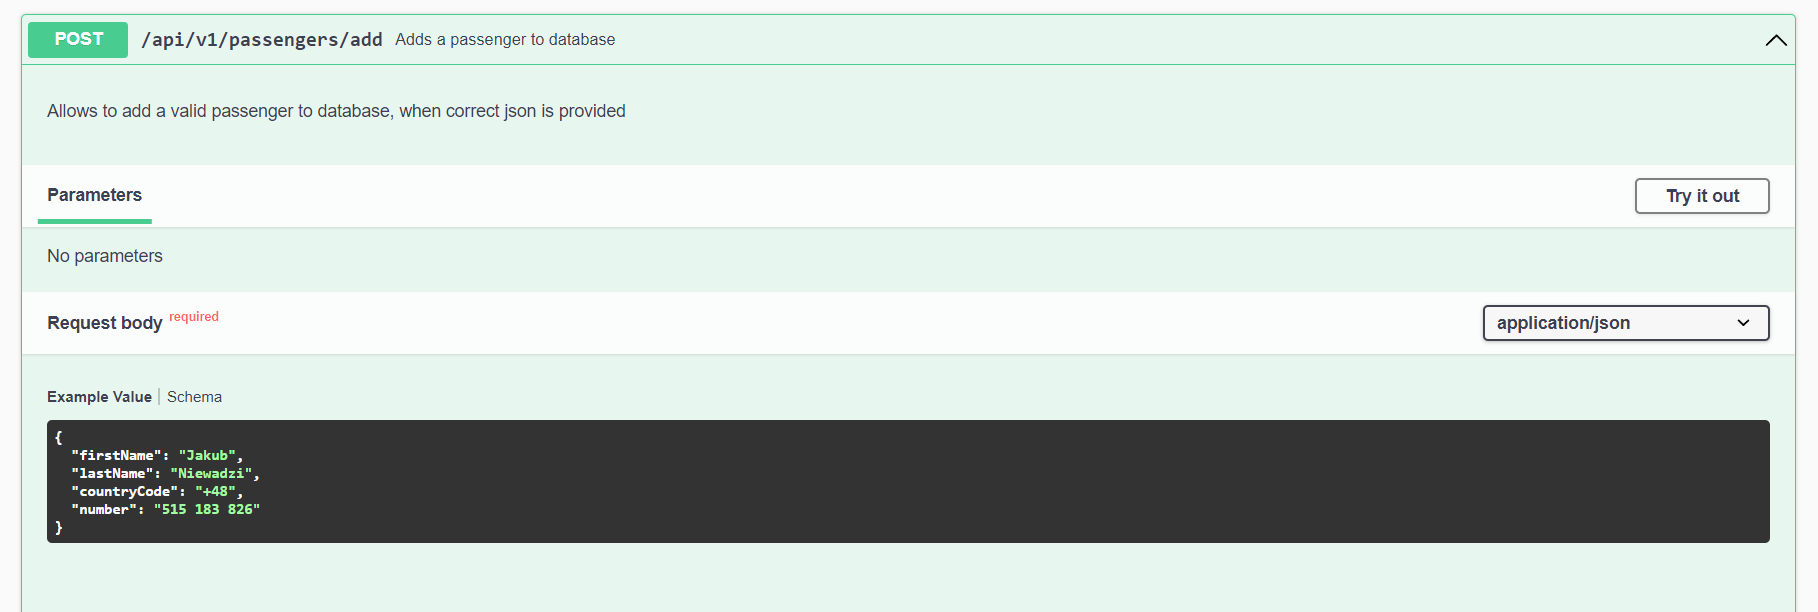 POST /api/v1/passengers/add Adds a passenger to database
Allows to add a valid passenger to database, when correct json is provided
Parameters
Try it out
No parameters
Request body required
application/json
Example Value | Schema
{
  "firstName": "Jakub",
  "lastName": "Niewadzi",
  "countryCode": "+48",
  "number": "515 183 826"
}